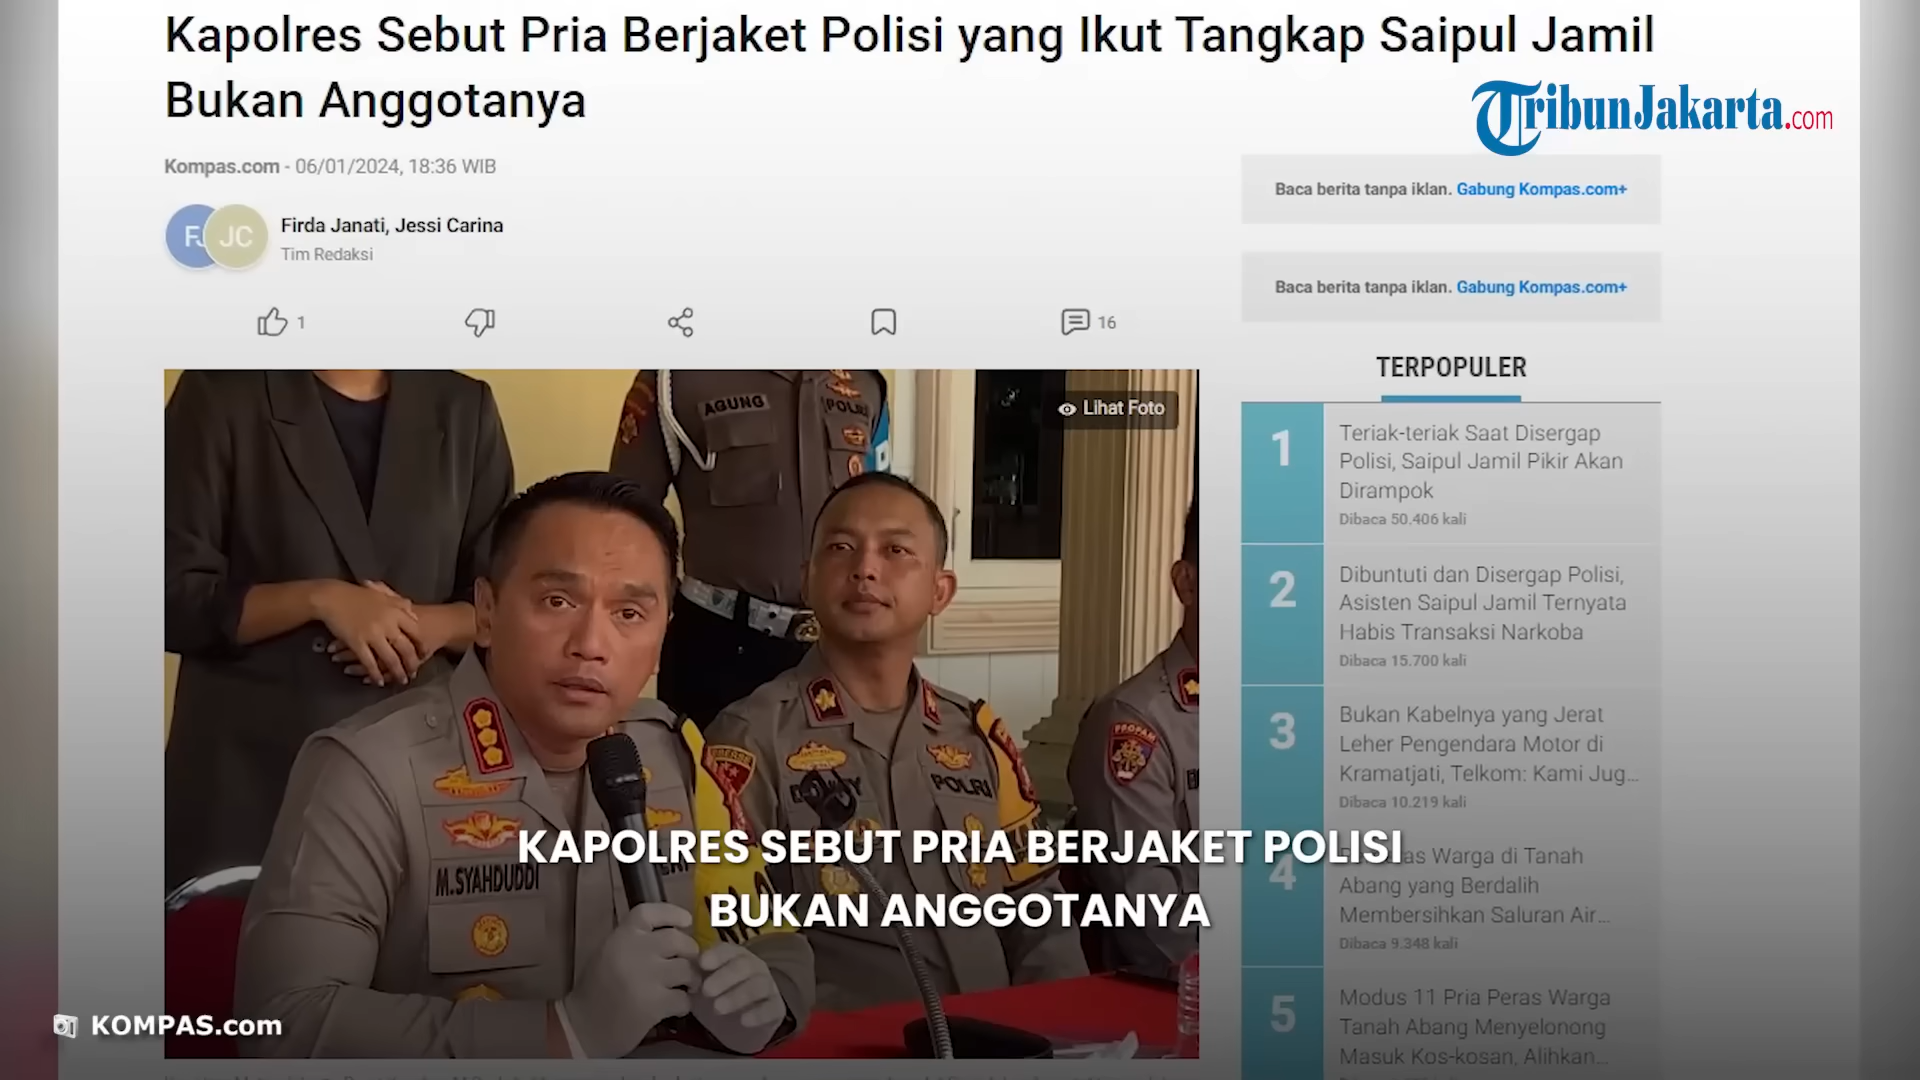 Kapolres Sebut Pria Berjaket Polisi yang Ikut Tangkap Saipul Jamil
Bukan Anggotanya
TribunJakarta.com
Kompas.com - 06/01/2024, 18:36 WIB
FJ JC
Firda Janati, Jessi Carina
Tim Redaksi
1
16
Baca berita tanpa iklan. Gabung Kompas.com+
Baca berita tanpa iklan. Gabung Kompas.com+
TERPOPULER
1
Teriak-teriak Saat Disergap
Polisi, Saipul Jamil Pikir Akan
Dirampok
Dibaca 50.406 kali
2
Dibuntuti dan Disergap Polisi,
Asisten Saipul Jamil Ternyata
Habis Transaksi Narkoba
Dibaca 15.700 kali
3
Bukan Kabelnya yang Jerat
Leher Pengendara Motor di
Kramatjati, Telkom: Kami Jug...
Dibaca 10.219 kali
4
Warga di Tanah
Abang yang Berdalih
Membersihkan Saluran Air...
Dibaca 9.348 kali
5
Modus 11 Pria Peras Warga
Tanah Abang Menyelonong
Masuk Kos-kosan, Alihkan...
Lihat Foto
AGUNG
POLRI
POLRI
PROPAM
M.SYAHDUDDI
KAPOLRES SEBUT PRIA BERJAKET POLISI
BUKAN ANGGOTANYA
KOMPAS.com